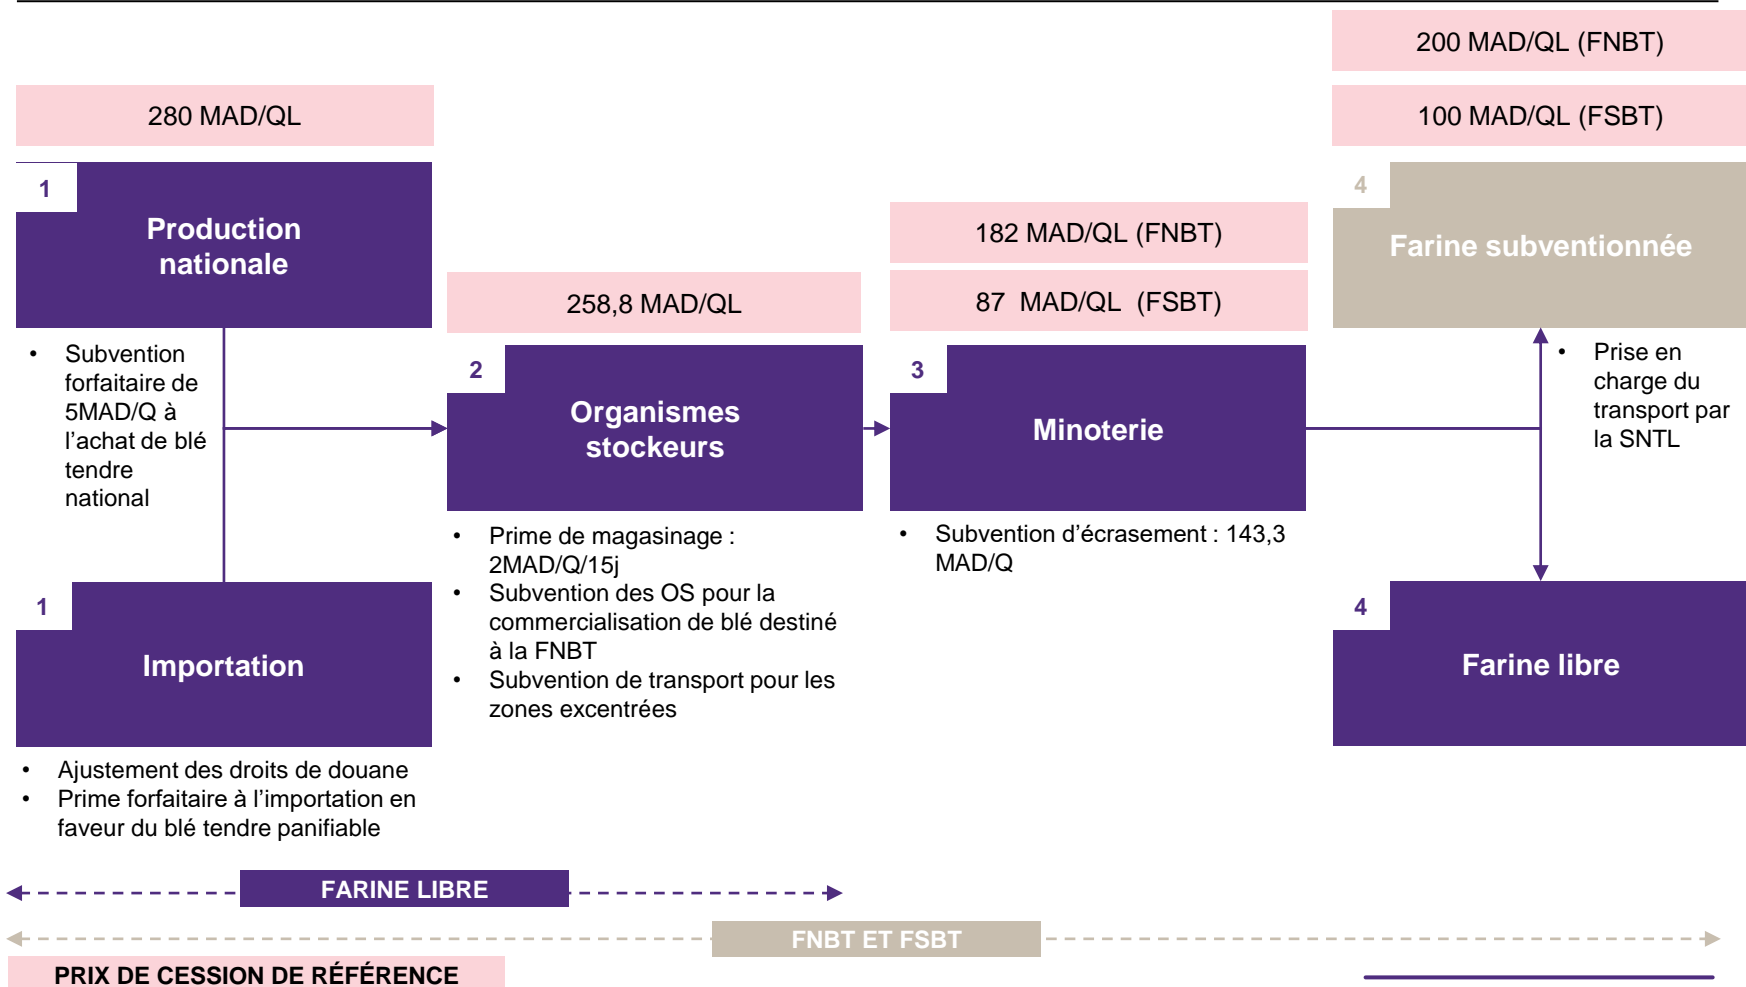 200 MAD/QL (FNBT)
280 MAD/QL
100 MAD/QL (FSBT)
1
Production
nationale
• Subvention
forfaitaire de
5MAD/Q à
l’achat de blé
tendre
national
1
Importation
• Ajustement des droits de douane
• Prime forfaitaire à l’importation en
faveur du blé tendre panifiable
258,8 MAD/QL
2
Organismes
stockeurs
• Prime de magasinage :
2MAD/Q/15j
• Subvention des OS pour la
commercialisation de blé destiné
à la FNBT
• Subvention de transport pour les
zones excentrées
182 MAD/QL (FNBT)
87 MAD/QL (FSBT)
3
Minoterie
• Subvention d’écrasement : 143,3
MAD/Q
4
Farine subventionnée
• Prise en
charge du
transport par
la SNTL
4
Farine libre
FARINE LIBRE
FNBT ET FSBT
PRIX DE CESSION DE RÉFÉRENCE